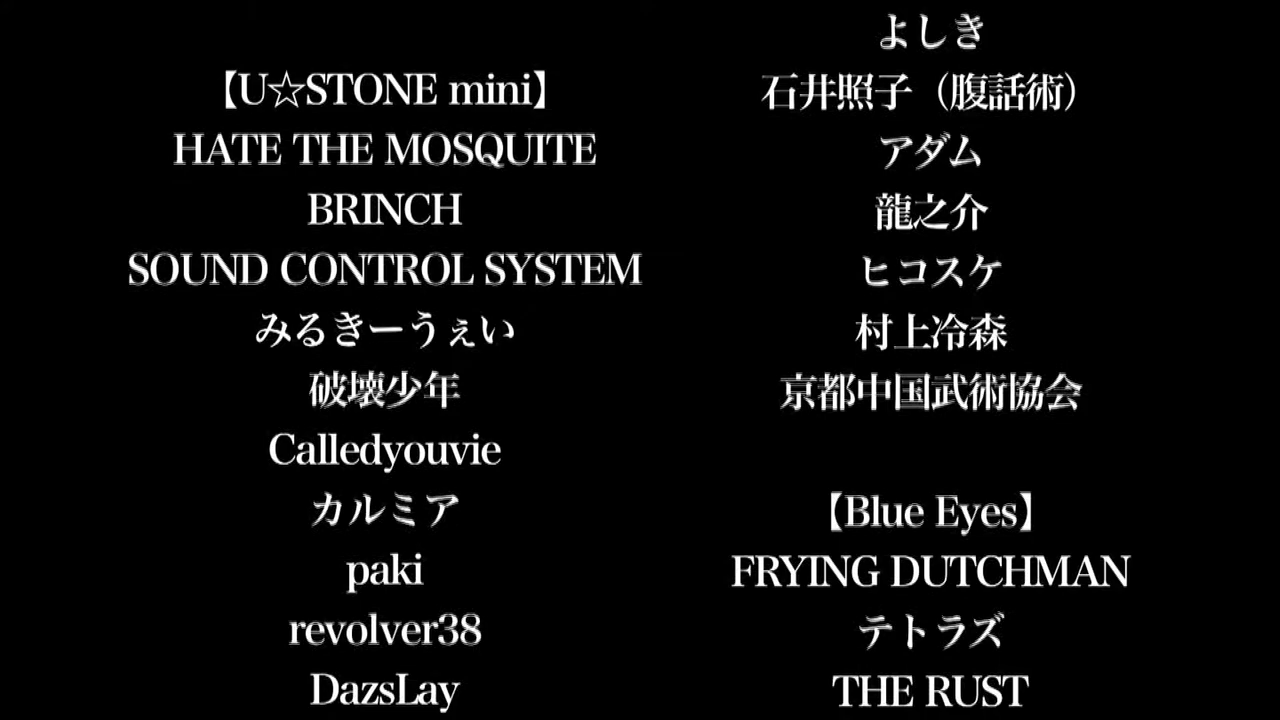 【U☆STONE mini】
HATE THE MOSQUITE
BRINCH
SOUND CONTROL SYSTEM
みるきーうぇい
破壊少年
Calledyouvie
カルミア
paki
revolver38
DazsLay
よしき
石井照子（腹話術）
アダム
龍之介
ヒコスケ
村上冷森
京都中国武術協会
【Blue Eyes】
FRYING DUTCHMAN
テトラズ
THE RUST